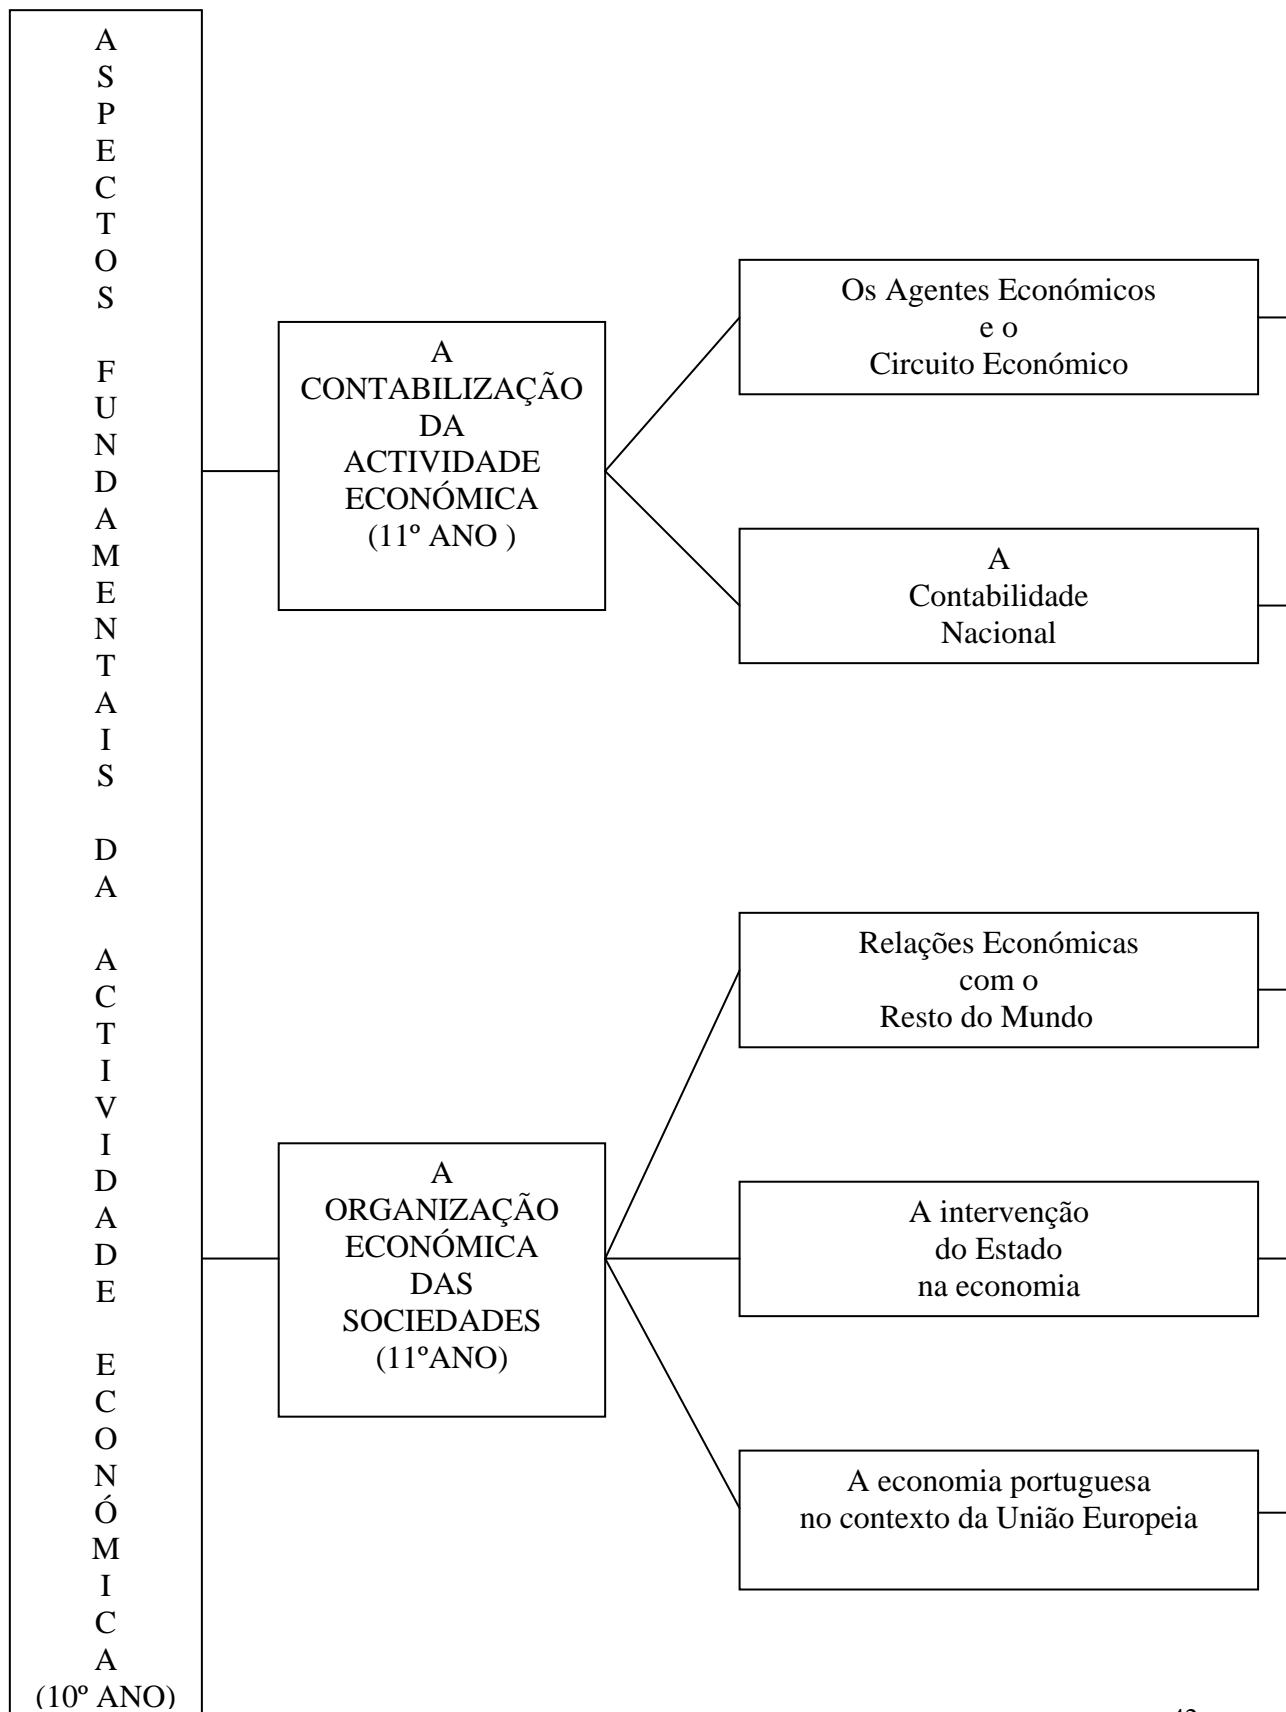 A
S
P
E
C
T
O
S
F
U
N
D
A
M
E
N
T
A
I
S
D
A
A
C
T
I
V
I
D
A
D
E
E
C
O
N
Ó
M
I
C
A
(10º ANO)
A
CONTABILIZAÇÃO
DA
ACTIVIDADE
ECONÓMICA
(11º ANO )
Os Agentes Económicos
e o
Circuito Económico
A
Contabilidade
Nacional
A
ORGANIZAÇÃO
ECONÓMICA
DAS
SOCIEDADES
(11ºANO)
Relações Económicas
com o
Resto do Mundo
A intervenção
do Estado
na economia
A economia portuguesa
no contexto da União Europeia